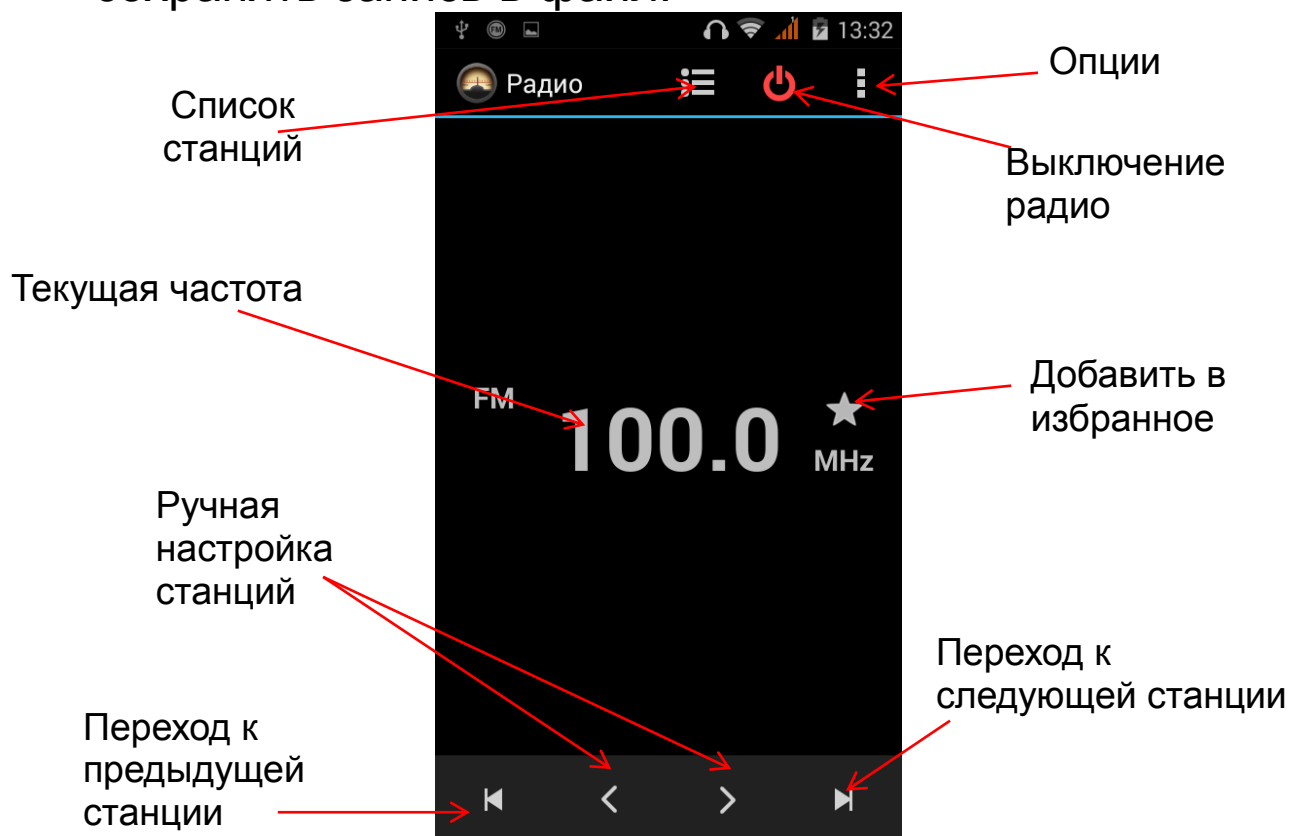 13:32
Радио
Опции
Список
станций
Выключение
радио
Текущая частота
FM
100.0
MHz
Добавить в
избранное
Ручная
настройка
станций
Переход к
следующей станции
Переход к
предыдущей
станции